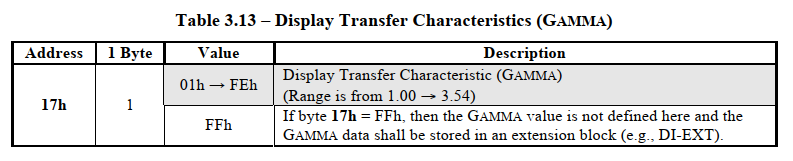 Table 3.13 – Display Transfer Characteristics (GAMMA)
Address 1 Byte Value Description
17h 1 01h → FEh Display Transfer Characteristic (GAMMA)
(Range is from 1.00 → 3.54)
FFh If byte 17h = FFh, then the GAMMA value is not defined here and the
GAMMA data shall be stored in an extension block (e.g., DI-EXT).